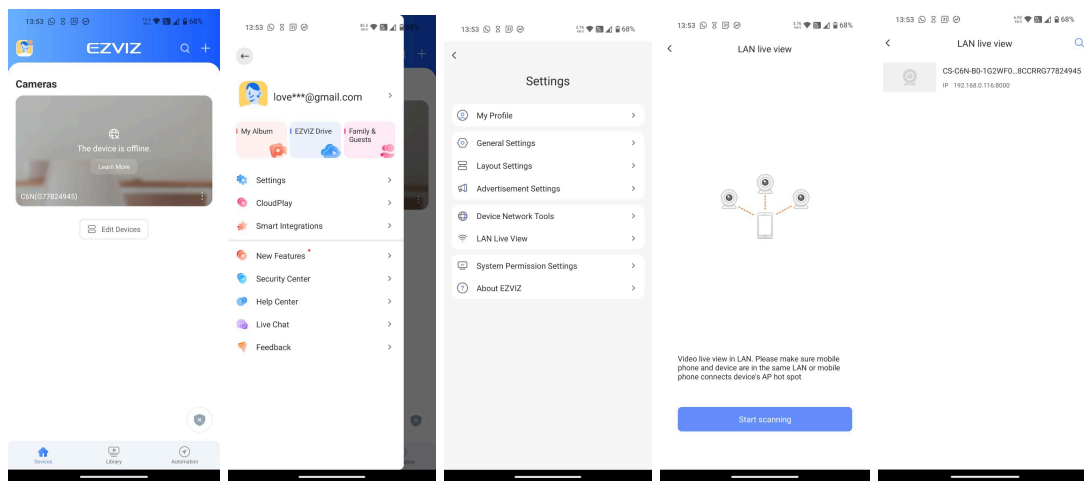 13:53
68%
EZVIZ
Cameras
The device is offline.
Learn More
C6N(G77824945)
Edit Devices
Devices
Library
Automation
13:53
68%
love***@gmail.com
My Album
EZVIZ Drive
Family &
Guests
Settings
CloudPlay
Smart Integrations
New Features
Security Center
Help Center
Live Chat
Feedback
13:53
68%
Settings
My Profile
General Settings
Layout Settings
Advertisement Settings
Device Network Tools
LAN Live View
System Permission Settings
About EZVIZ
13:53
68%
LAN live view
Video live view in LAN. Please make sure mobile
phone and device are in the same LAN or mobile
phone connects device's AP hot spot
Start scanning
13:53
68%
LAN live view
CS-C6N-B0-1G2WF0...8CCRRG77824945
IP 192.168.0.116:8000